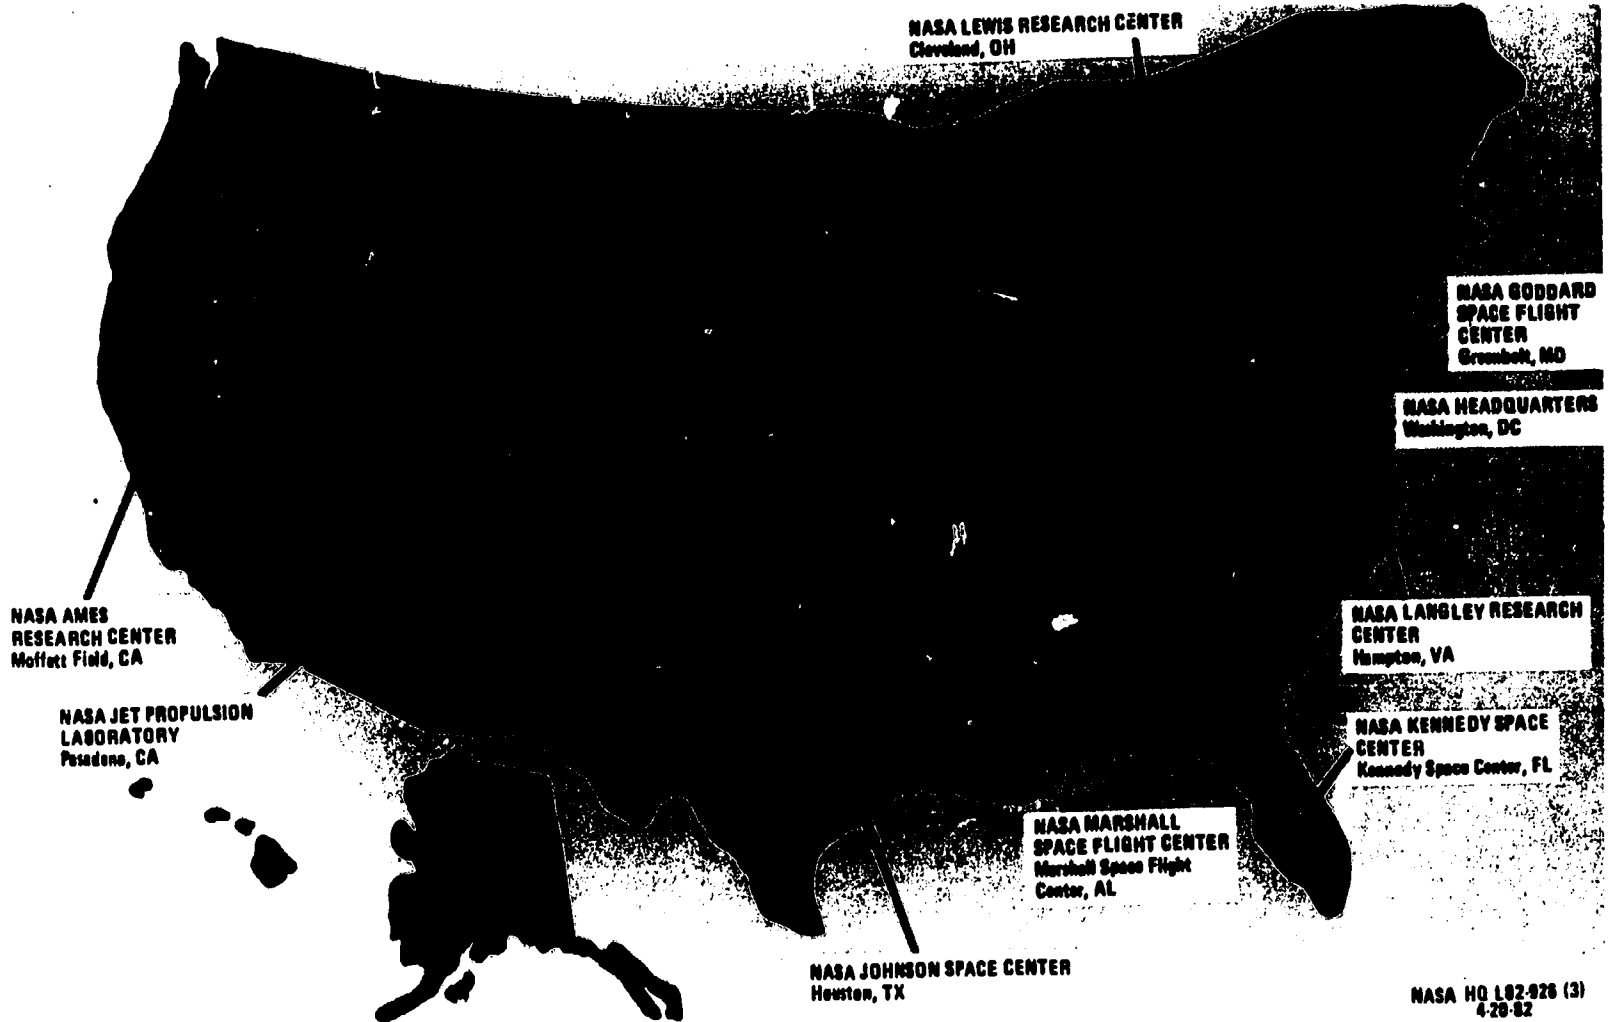 NASA LEWIS RESEARCH CENTER
Cleveland, OH
NASA GODDARD
SPACE FLIGHT
CENTER
Greenbelt, MD
NASA HEADQUARTERS
Washington, DC
NASA AMES
RESEARCH CENTER
Moffett Field, CA
NASA LANGLEY RESEARCH
CENTER
Hampton, VA
NASA JET PROPULSION
LABORATORY
Pasadena, CA
NASA KENNEDY SPACE
CENTER
Kennedy Space Center, FL
NASA MARSHALL
SPACE FLIGHT CENTER
Marshall Space Flight
Center, AL
NASA JOHNSON SPACE CENTER
Houston, TX
NASA HQ L82-926 (3)
4-20-82